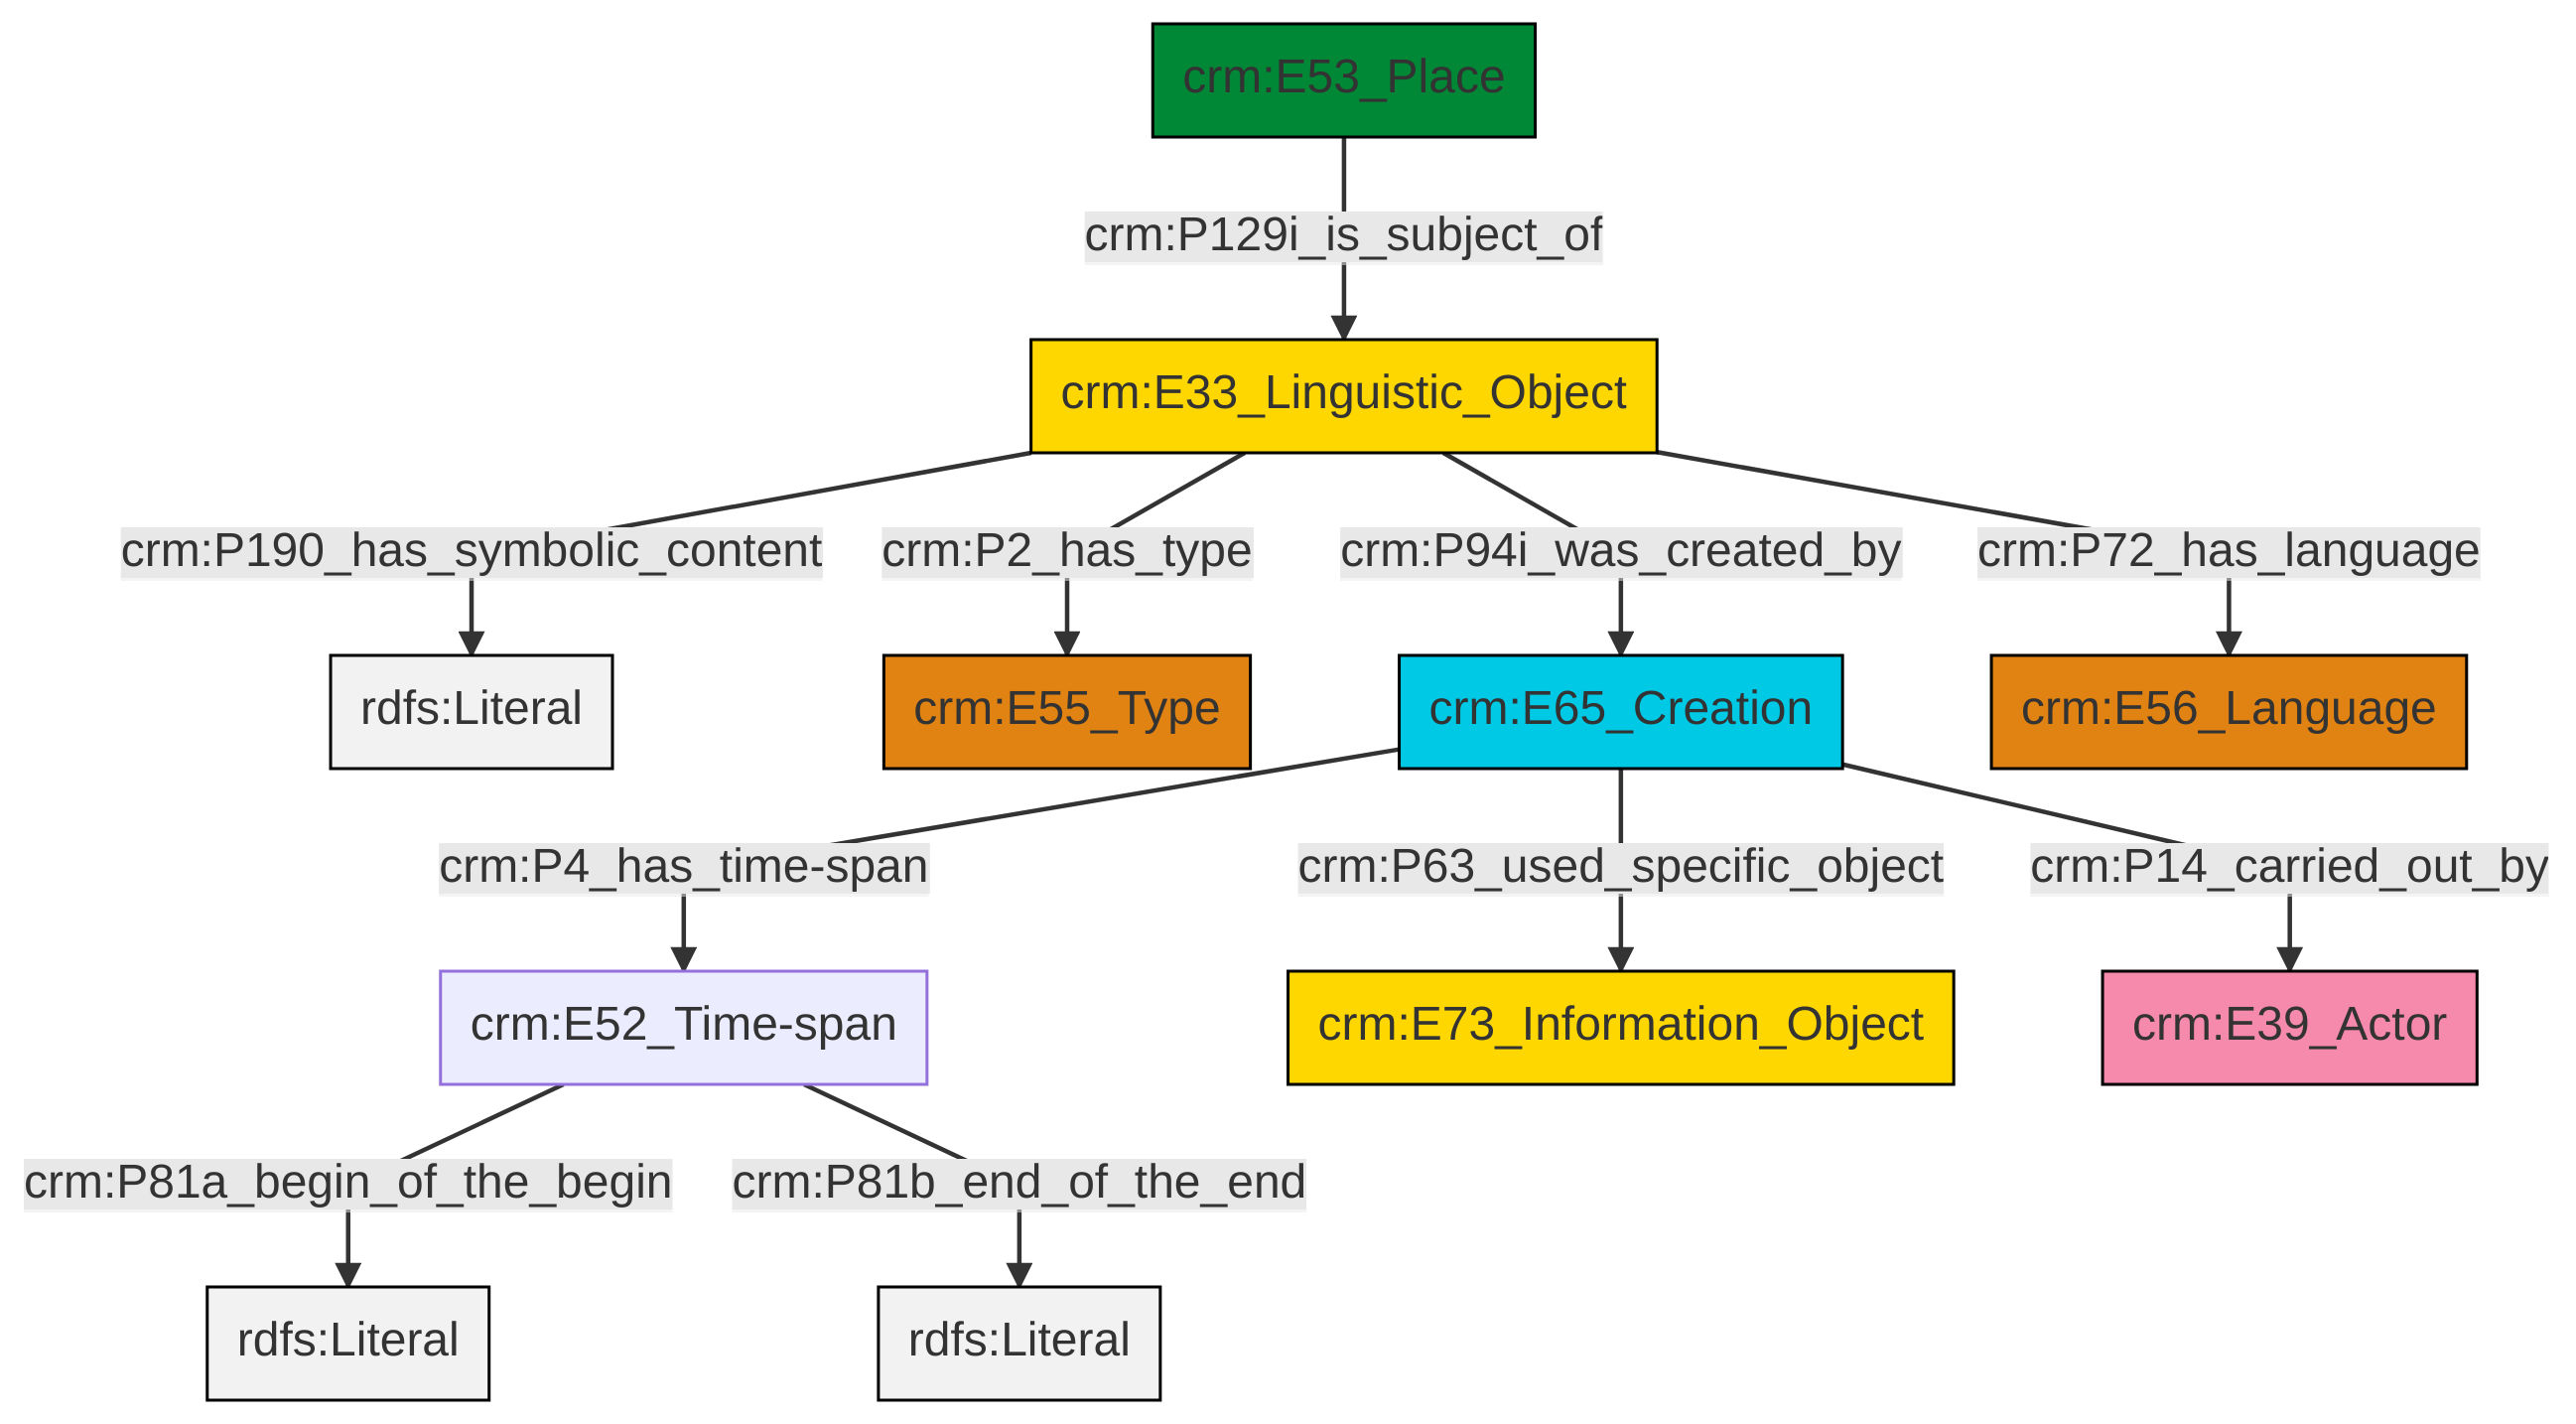 crm:E53_Place
crm:P129i_is_subject_of
crm:E33_Linguistic_Object
crm:P190_has_symbolic_content
crm:P2_has_type
crm:P94i_was_created_by
crm:P72_has_language
rdfs:Literal
crm:E55_Type
crm:E65_Creation
crm:E56_Language
crm:P4_has_time-span
crm:P63_used_specific_object
crm:P14_carried_out_by
crm:E52_Time-span
crm:E73_Information_Object
crm:E39_Actor
crm:P81a_begin_of_the_begin
crm:P81b_end_of_the_end
rdfs:Literal
rdfs:Literal